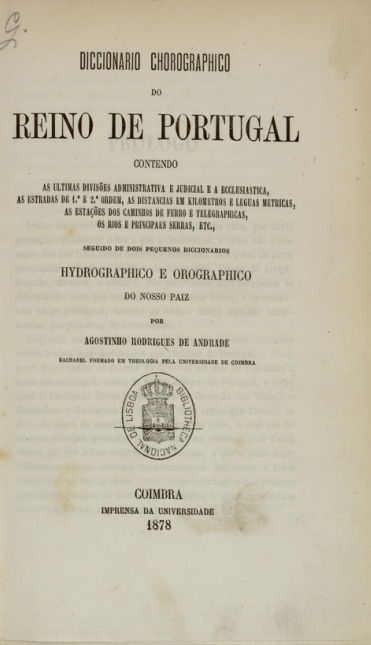 G.
DICCIONARIO CHOROGRAPHICO
DO
REINO DE PORTUGAL
CONTENDO
AS ULTIMAS DIVISÕES ADMINISTRATIVA E JUDICIAL E A ECCLESIASTICA,
AS ESTRADAS DE 1.ª E 2.ª ORDEM, AS DISTANCIAS EM KILOMETROS E LEGUAS METRICAS,
AS ESTAÇÕES DOS CAMINHOS DE FERRO E TELEGRAPHICAS,
OS RIOS E PRINCIPAES SERRAS, ETC.,
SEGUIDO DE DOIS PEQUENOS DICCIONARIOS
HYDROGRAPHICO E OROGRAPHICO
DO NOSSO PAIZ
POR
AGOSTINHO RODRIGUES DE ANDRADE
BACHAREL FORMADO EM THEOLOGIA PELA UNIVERSIDADE DE COIMBRA
BIBLIOTHECA NACIONAL DE LISBOA
COIMBRA
IMPRENSA DA UNIVERSIDADE
1878